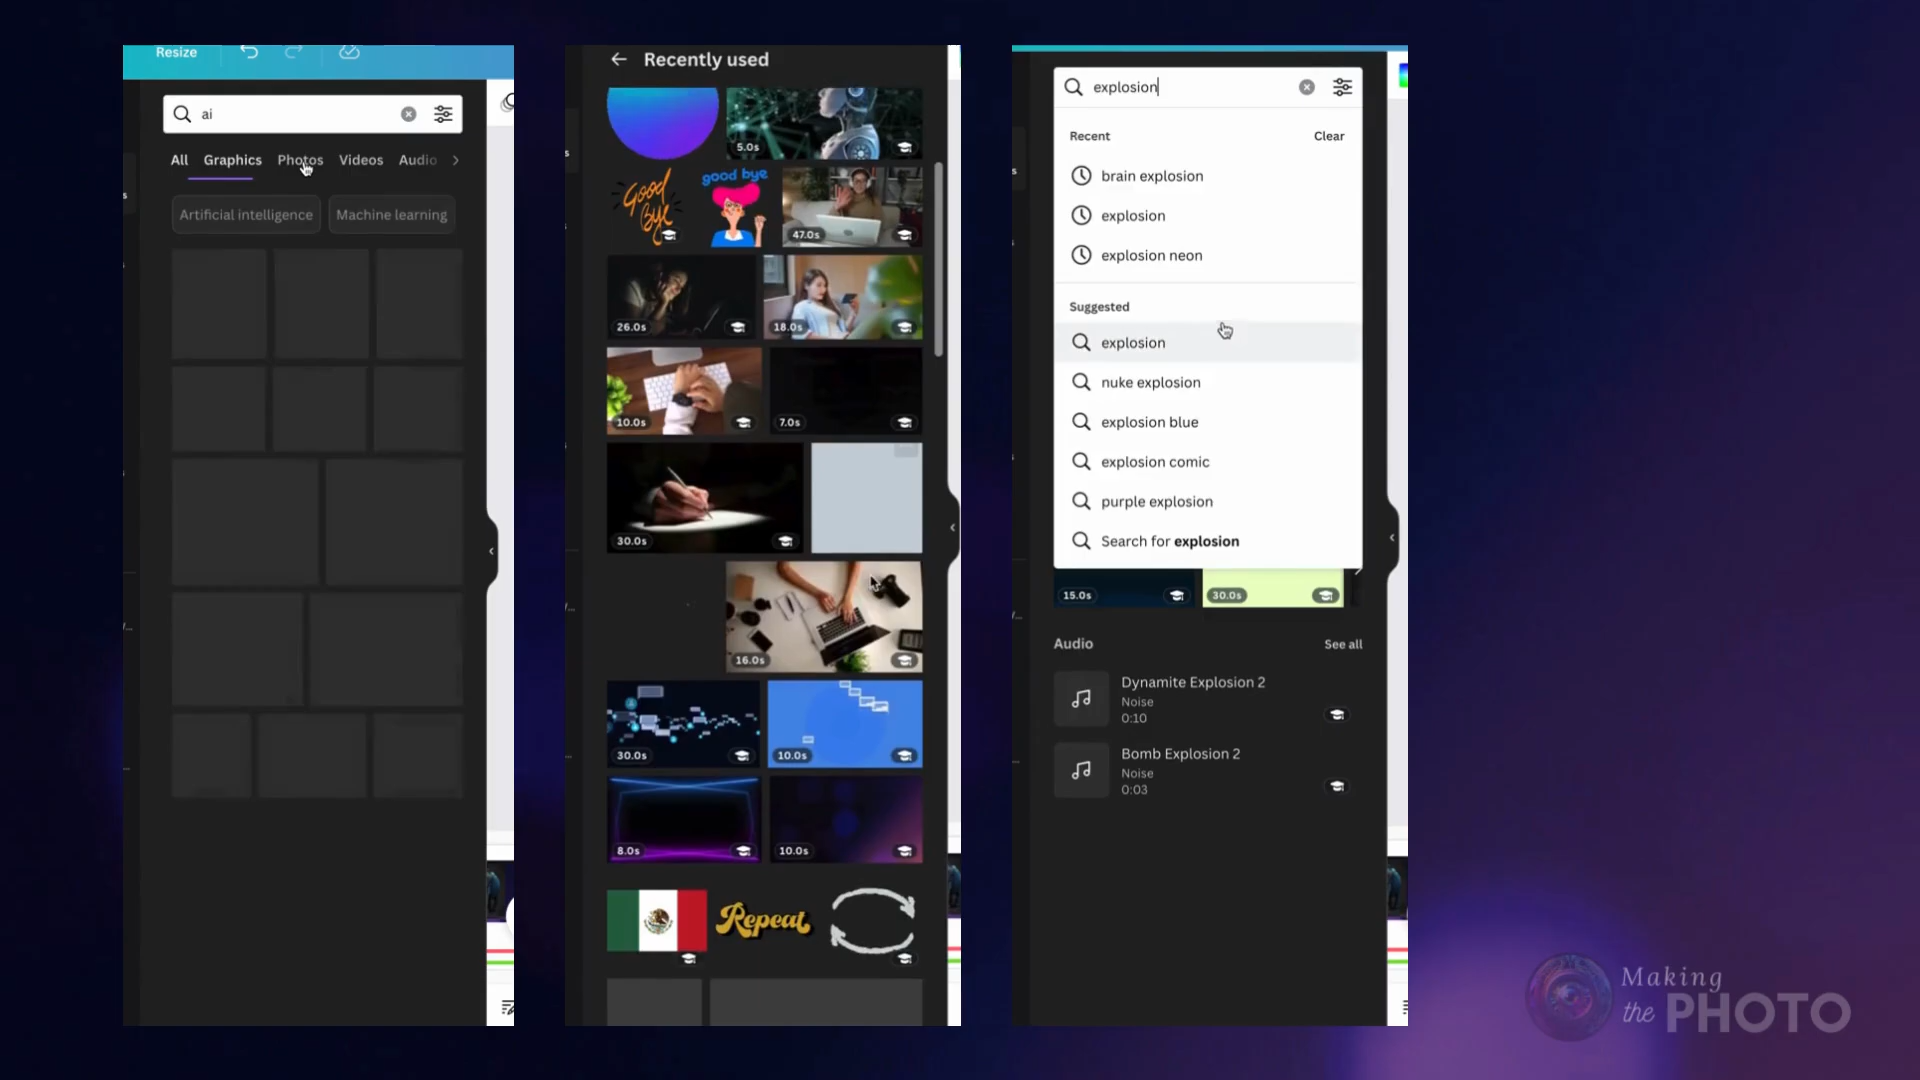 Resize
ai
All Graphics Photos Videos Audio
Artificial intelligence Machine learning
Recently used
5.0s
Good Bye
good bye
47.0s
26.0s
18.0s
10.0s
7.0s
30.0s
16.0s
30.0s
10.0s
8.0s
10.0s
Repeat
explosion
Recent Clear
brain explosion
explosion
explosion neon
Suggested
explosion
nuke explosion
explosion blue
explosion comic
purple explosion
Search for explosion
15.0s
30.0s
Audio See all
Dynamite Explosion 2
Noise
0:10
Bomb Explosion 2
Noise
0:03
Making
the PHOTO